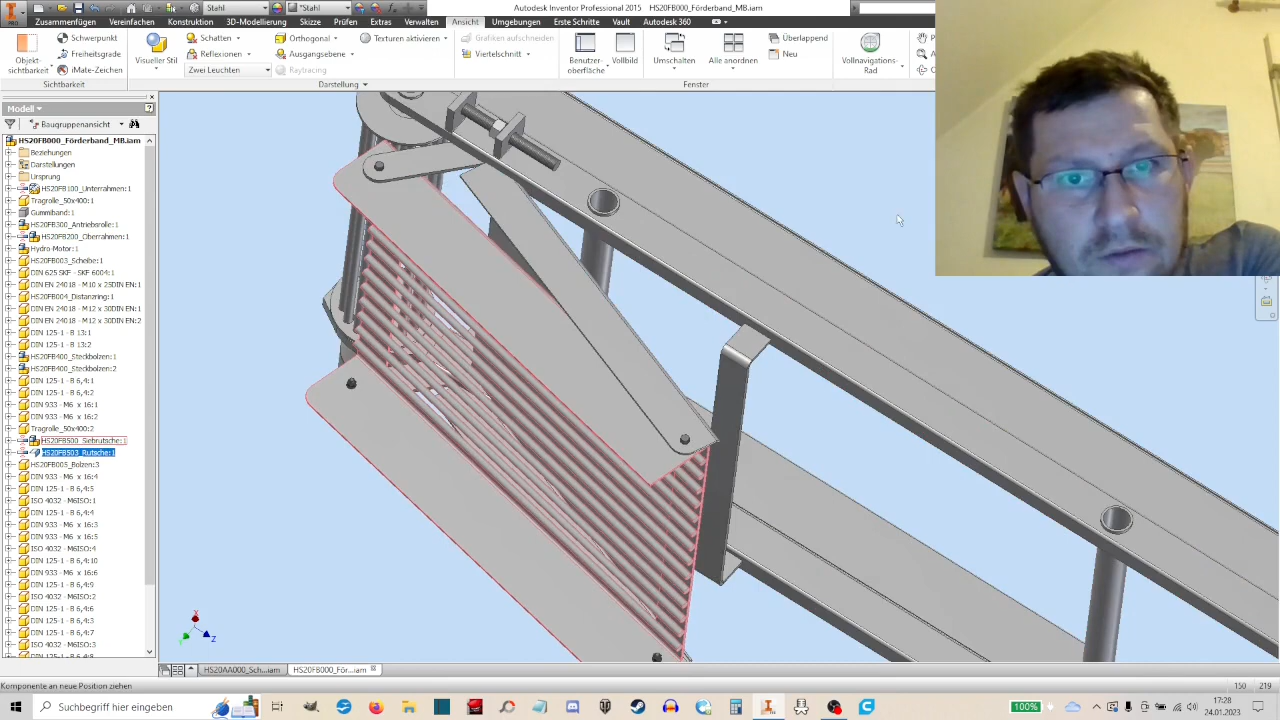 Stahl
*Stahl
Autodesk Inventor Professional 2015 HS20FB000_Förderband_MB.iam
Zusammenfügen Vereinfachen Konstruktion 3D-Modellierung Skizze Prüfen Extras Verwalten Ansicht Umgebungen Erste Schritte Vault Autodesk 360
Objekt-
sichtbarkeit
Schwerpunkt
Freiheitsgrade
iMate-Zeichen
Sichtbarkeit
Visueller Stil
Schatten
Reflexionen
Zwei Leuchten
Orthogonal
Ausgangsebene
Raytracing
Texturen aktivieren
Darstellung
Grafiken aufschneiden
Viertelschnitt
Benutzer-
oberfläche
Vollbild
Umschalten
Alle anordnen
Überlappend
Neu
Fenster
Vollnavigations-
Rad
Modell
Baugruppenansicht
HS20FB000_Förderband_MB.iam
Beziehungen
Darstellungen
Ursprung
HS20FB100_Unterrahmen:1
Tragrolle_50x400:1
Gummiband:1
HS20FB300_Antriebsrolle:1
HS20FB200_Oberrahmen:1
Hydro-Motor:1
HS20FB003_Scheibe:1
DIN 625 SKF - SKF 6004:1
DIN EN 24018 - M10 x 25DIN EN:1
HS20FB004_Distanzring:1
DIN EN 24018 - M12 x 30DIN EN:1
DIN EN 24018 - M12 x 30DIN EN:2
DIN 125-1 - B 13:1
DIN 125-1 - B 13:2
HS20FB400_Steckbolzen:1
HS20FB400_Steckbolzen:2
DIN 125-1 - B 6,4:1
DIN 125-1 - B 6,4:2
DIN 933 - M6 x 16:1
DIN 933 - M6 x 16:2
Tragrolle_50x400:2
HS20FB500_Siebrutsche:1
HS20FB503_Rutsche:1
HS20FB005_Bolzen:3
DIN 933 - M6 x 16:4
DIN 125-1 - B 6,4:5
ISO 4032 - M6ISO:1
DIN 125-1 - B 6,4:4
DIN 933 - M6 x 16:3
DIN 933 - M6 x 16:5
ISO 4032 - M6ISO:4
DIN 125-1 - B 6,4:10
DIN 933 - M6 x 16:6
DIN 125-1 - B 6,4:9
ISO 4032 - M6ISO:2
DIN 125-1 - B 6,4:6
DIN 125-1 - B 6,4:3
DIN 125-1 - B 6,4:7
ISO 4032 - M6ISO:3
DIN 125-1 - B 6,4:8
X
Y
Z
HS20AA000_Sch...iam
HS20FB000_För...iam
Komponente an neue Position ziehen
150 219
Suchbegriff hier eingeben
100%
17:28
24.01.2023